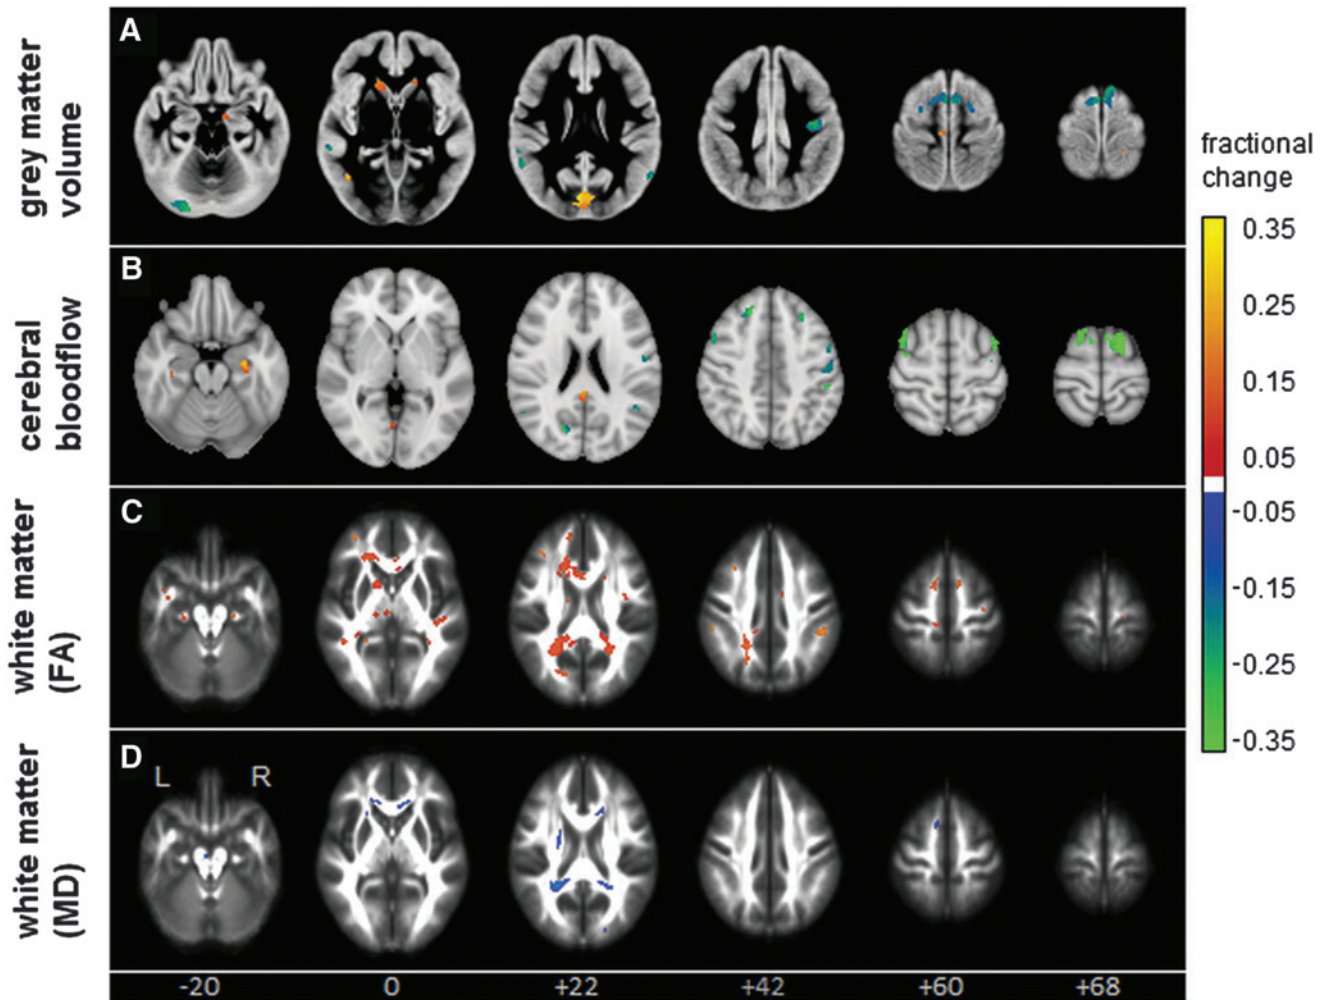 A
grey matter
volume
B
cerebral
bloodflow
C
white matter
(FA)
D
L R
white matter
(MD)
-20 0 +22 +42 +60 +68
fractional
change
0.35
0.25
0.15
0.05
-0.05
-0.15
-0.25
-0.35